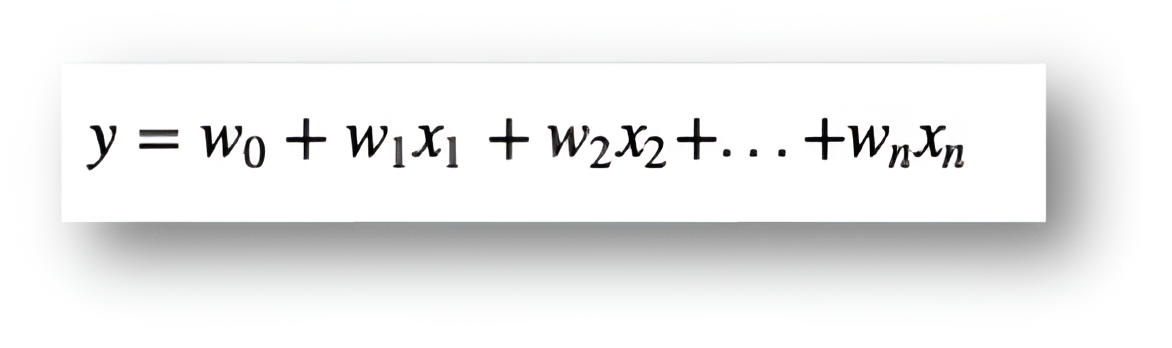 y = w₀ + w₁x₁ + w₂x₂+. . . +wₙxₙ